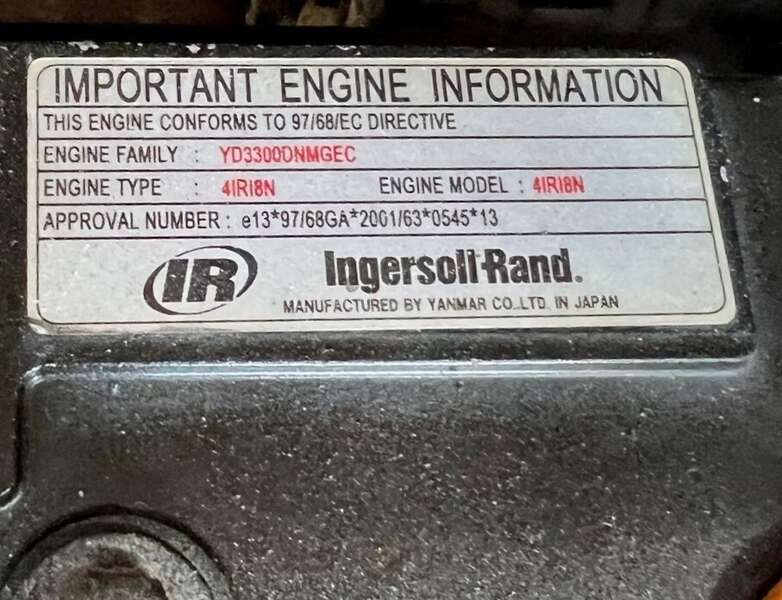 IMPORTANT ENGINE INFORMATION
THIS ENGINE CONFORMS TO 97/68/EC DIRECTIVE
ENGINE FAMILY : YD3300DNMGEC
ENGINE TYPE : 4IRI8N ENGINE MODEL : 4IRI8N
APPROVAL NUMBER : e13*97/68GA*2001/63*0545*13
IR Ingersoll-Rand.
MANUFACTURED BY YANMAR CO.,LTD. IN JAPAN